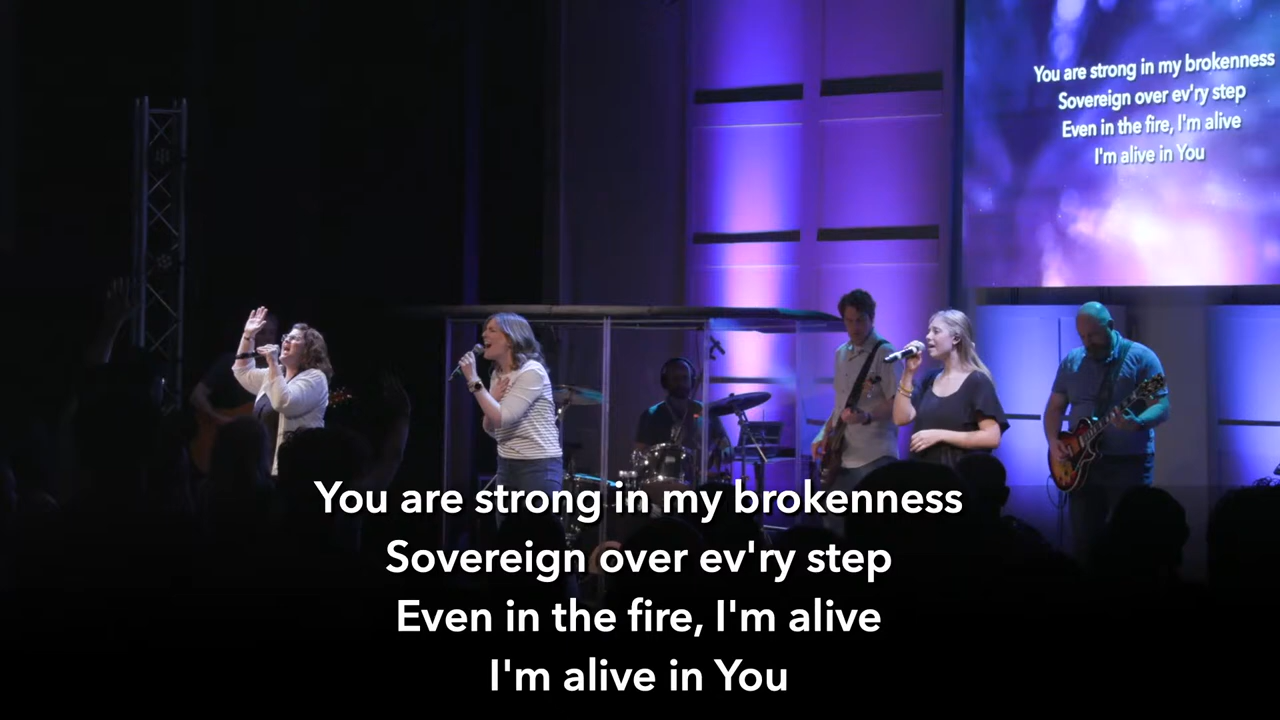 You are strong in my brokenness
Sovereign over ev'ry step
Even in the fire, I'm alive
I'm alive in You
You are strong in my brokenness
Sovereign over ev'ry step
Even in the fire, I'm alive
I'm alive in You